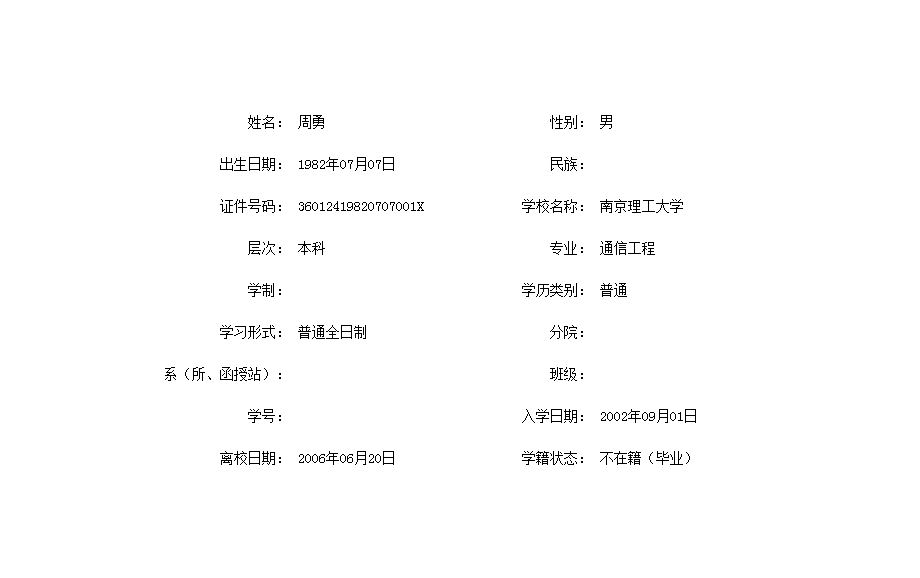 姓名： 周勇 性别： 男
出生日期： 1982年07月07日 民族：
证件号码： 36012419820707001X 学校名称： 南京理工大学
层次： 本科 专业： 通信工程
学制： 学历类别： 普通
学习形式： 普通全日制 分院：
系（所、函授站）： 班级：
学号： 入学日期： 2002年09月01日
离校日期： 2006年06月20日 学籍状态： 不在籍（毕业）